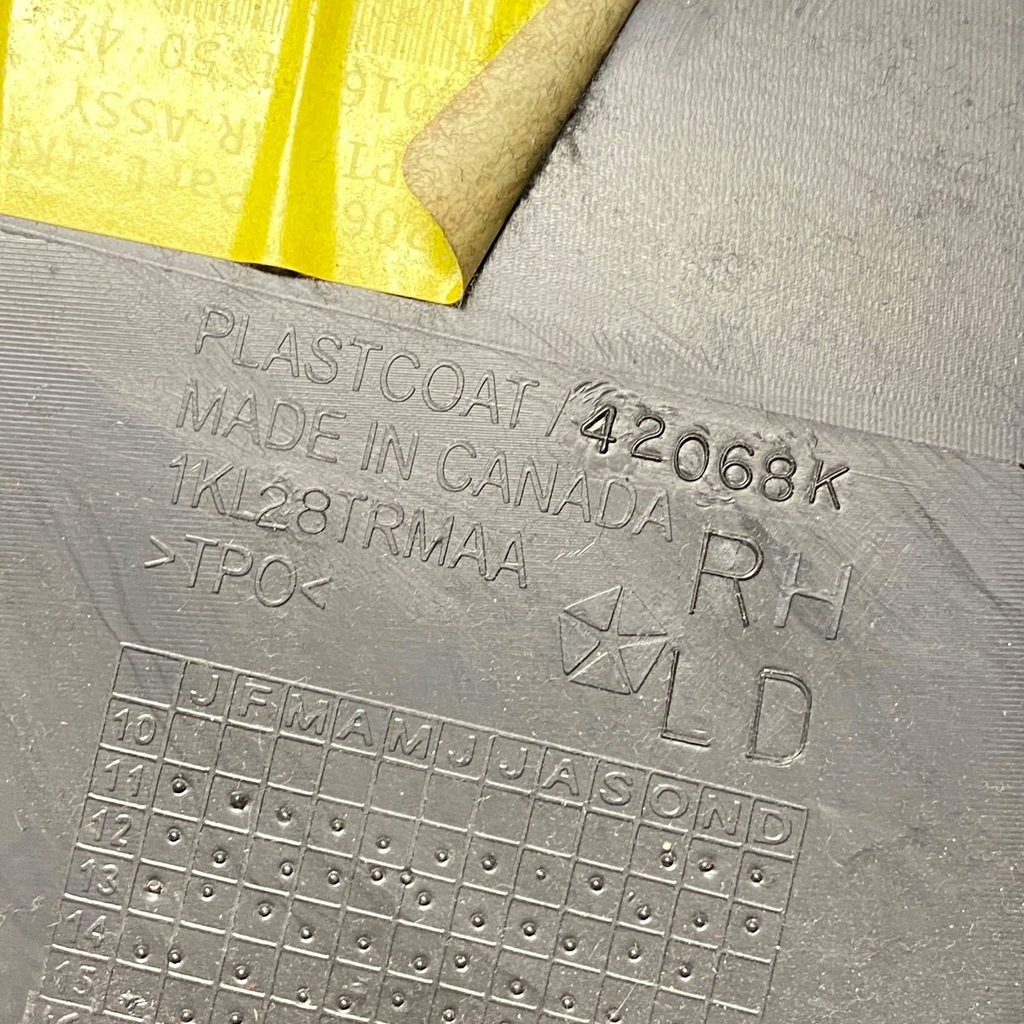 PLASTCOAT / 42068K
MADE IN CANADA
1KL28TRMAA
>TPO<
RH
LD
J F M A M J J A S O N D
10
11
12
13
14
15